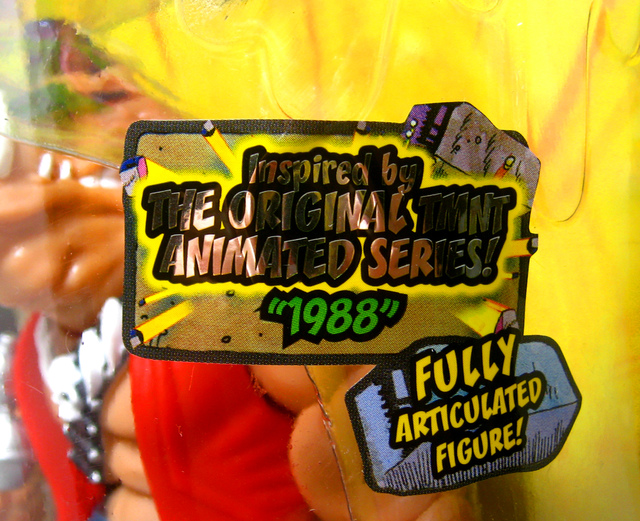 Inspired by
THE ORIGINAL TMNT
ANIMATED SERIES!
"1988"
FULLY
ARTICULATED
FIGURE!